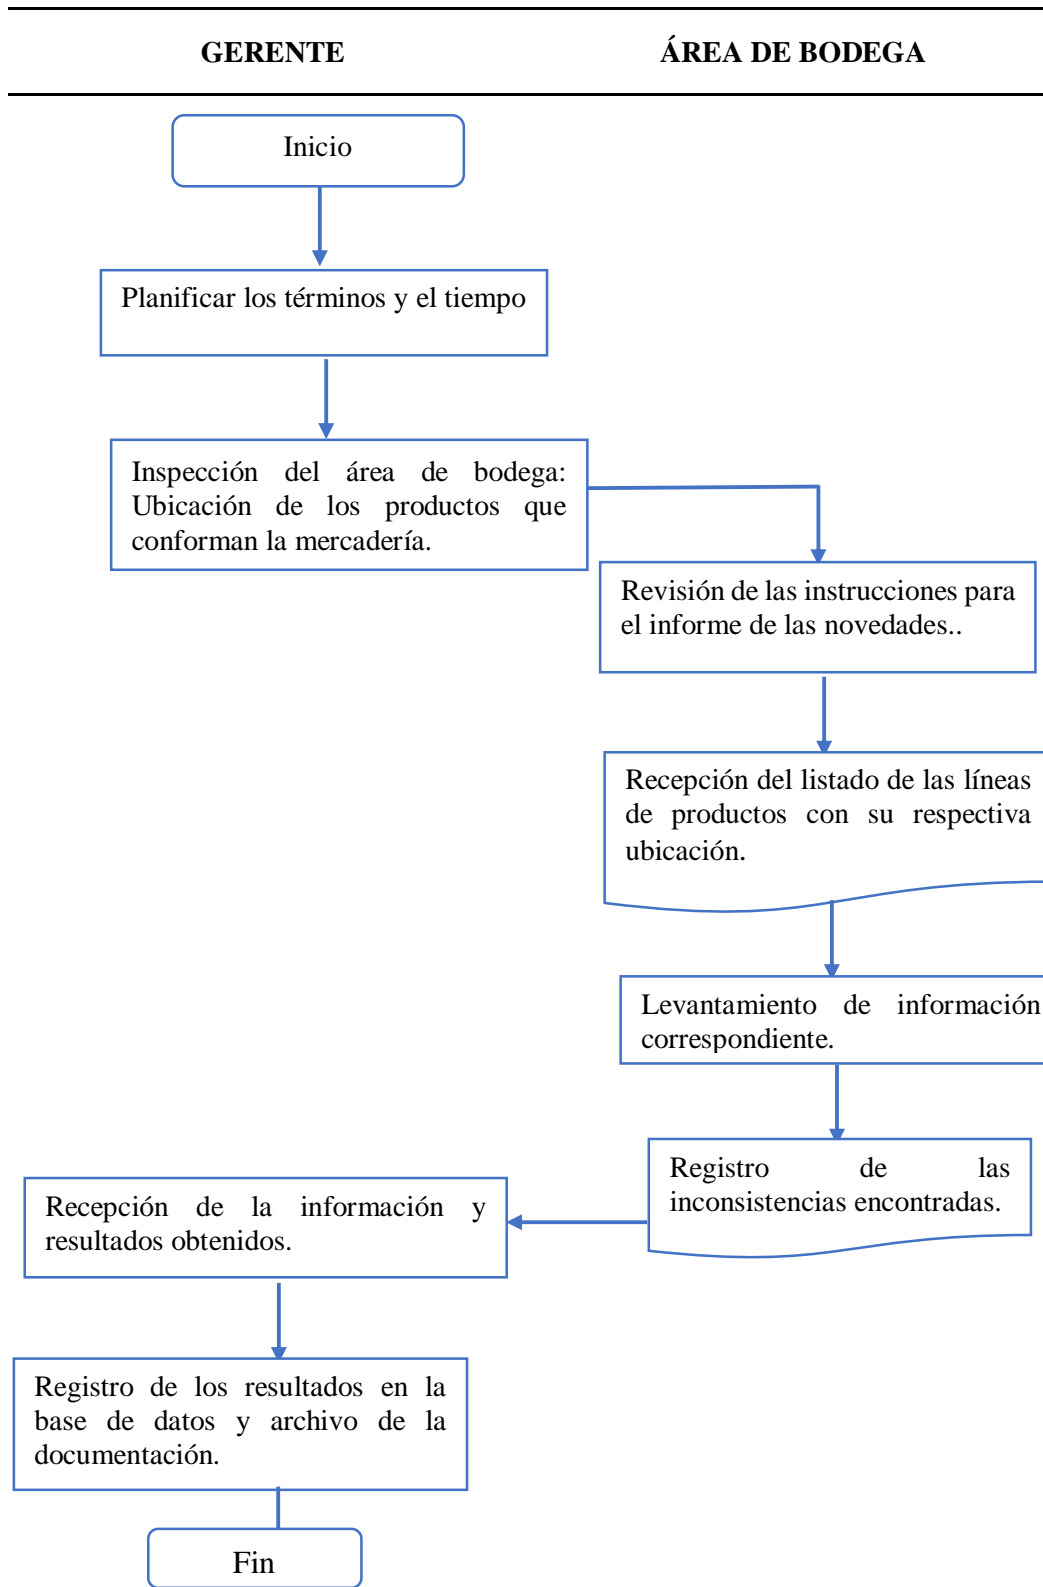 GERENTE
ÁREA DE BODEGA
Inicio
Planificar los términos y el tiempo
Inspección del área de bodega:
Ubicación de los productos que
conforman la mercadería.
Revisión de las instrucciones para
el informe de las novedades..
Recepción del listado de las líneas
de productos con su respectiva
ubicación.
Levantamiento de información
correspondiente.
Registro de las
inconsistencias encontradas.
Recepción de la información y
resultados obtenidos.
Registro de los resultados en la
base de datos y archivo de la
documentación.
Fin